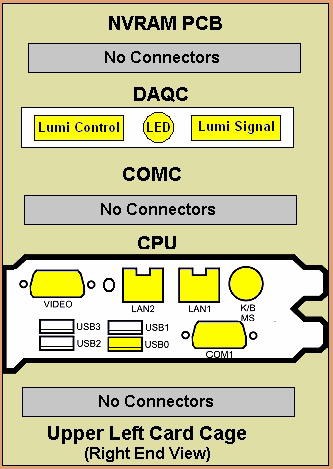 NVRAM PCB
No Connectors
DAQC
Lumi Control LED Lumi Signal
COMC
No Connectors
CPU
VIDEO LAN2 LAN1 K/B
MS
USB3 USB1
USB2 USB0
COM1
No Connectors
Upper Left Card Cage
(Right End View)